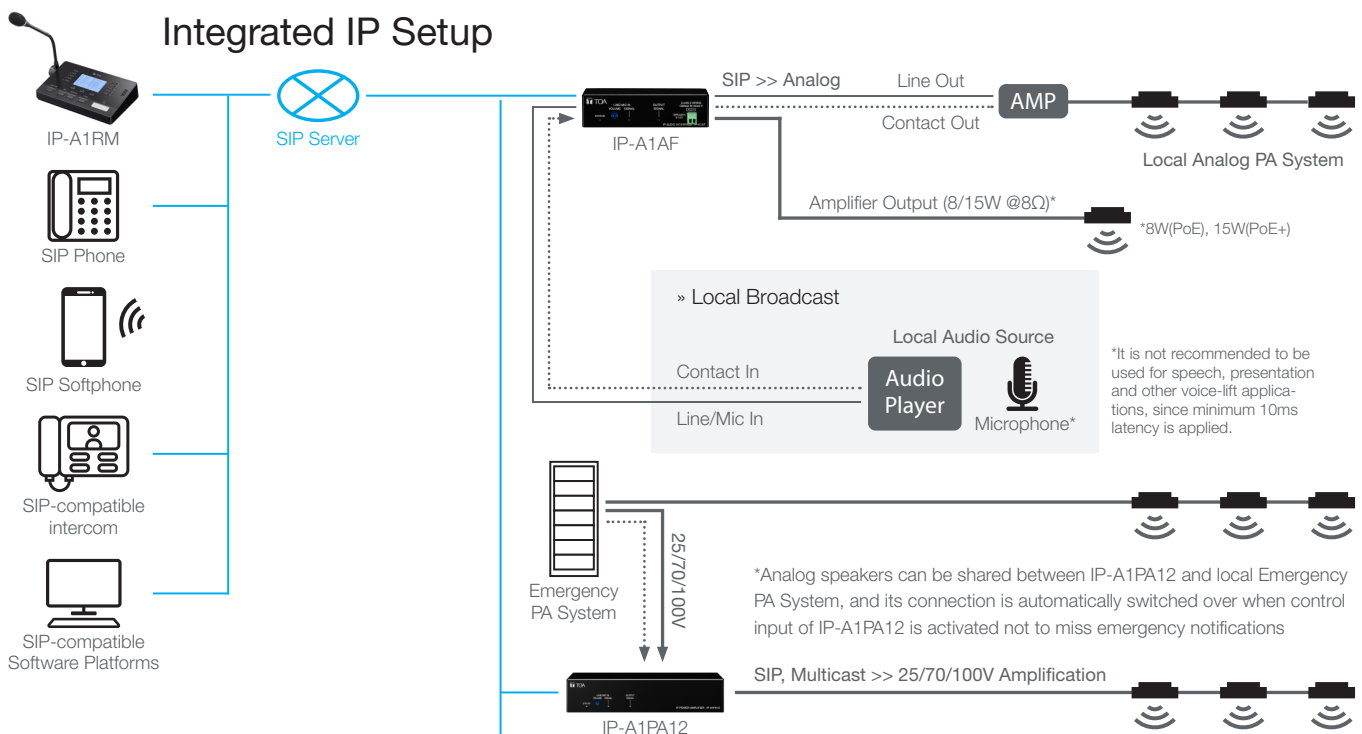 Integrated IP Setup
IP-A1RM
SIP Server
SIP Phone
SIP Softphone
SIP-compatible
intercom
SIP-compatible
Software Platforms
TOA
IP-A1AF
SIP >> Analog
Line Out
Contact Out
AMP
Local Analog PA System
Amplifier Output (8/15W @8Ω)*
*8W(PoE), 15W(PoE+)
» Local Broadcast
Local Audio Source
Contact In
Line/Mic In
Audio
Player
Microphone*
*It is not recommended to be
used for speech, presentation
and other voice-lift applica-
tions, since minimum 10ms
latency is applied.
Emergency
PA System
25/70/100V
*Analog speakers can be shared between IP-A1PA12 and local Emergency
PA System, and its connection is automatically switched over when control
input of IP-A1PA12 is activated not to miss emergency notifications
SIP, Multicast >> 25/70/100V Amplification
TOA
IP-A1PA12